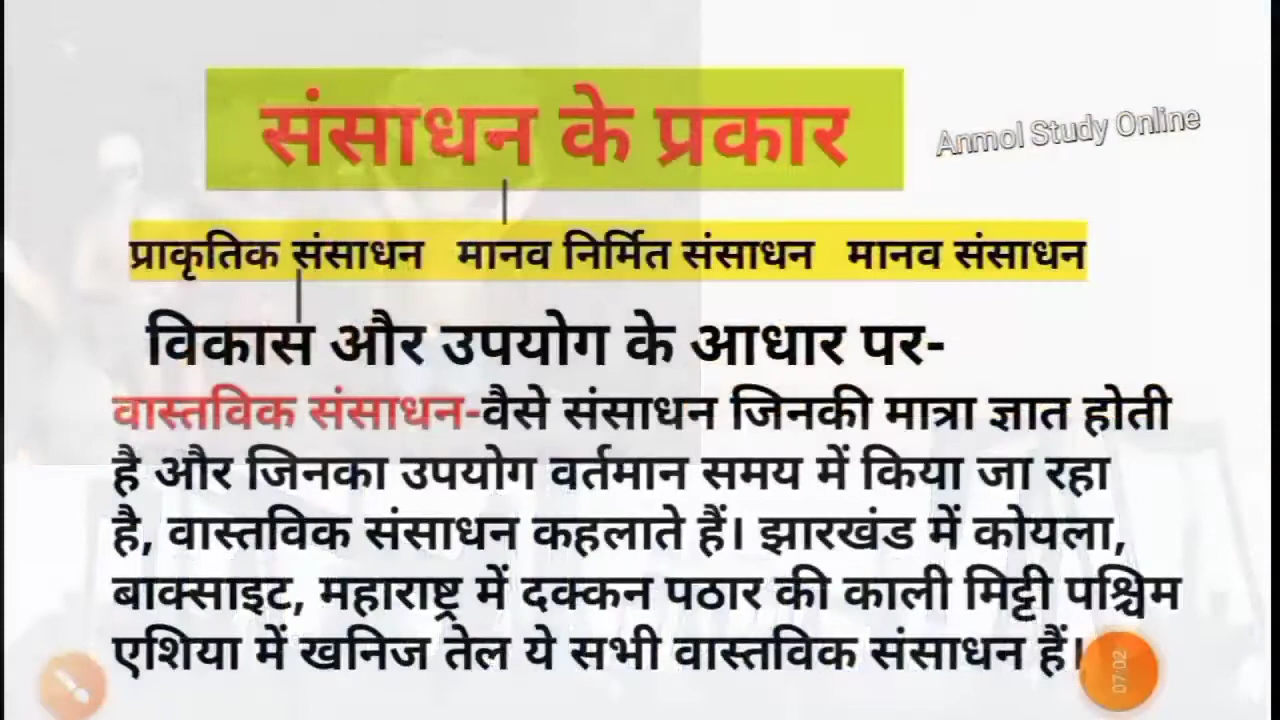 संसाधन के प्रकार
Anmol Study Online
प्राकृतिक संसाधन मानव निर्मित संसाधन मानव संसाधन
विकास और उपयोग के आधार पर-
वास्तविक संसाधन-वैसे संसाधन जिनकी मात्रा ज्ञात होती
है और जिनका उपयोग वर्तमान समय में किया जा रहा
है, वास्तविक संसाधन कहलाते हैं। झारखंड में कोयला,
बाक्साइट, महाराष्ट्र में दक्कन पठार की काली मिट्टी पश्चिम
एशिया में खनिज तेल ये सभी वास्तविक संसाधन हैं।
07:02